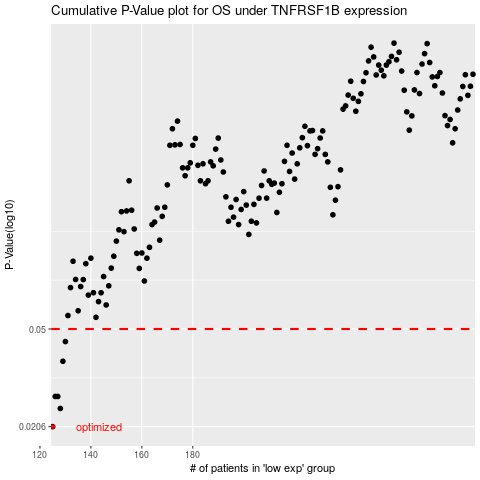 Cumulative P-Value plot for OS under TNFRSF1B expression
P-Value(log10)
0.05
0.0206
optimized
120 140 160 180
# of patients in 'low exp' group